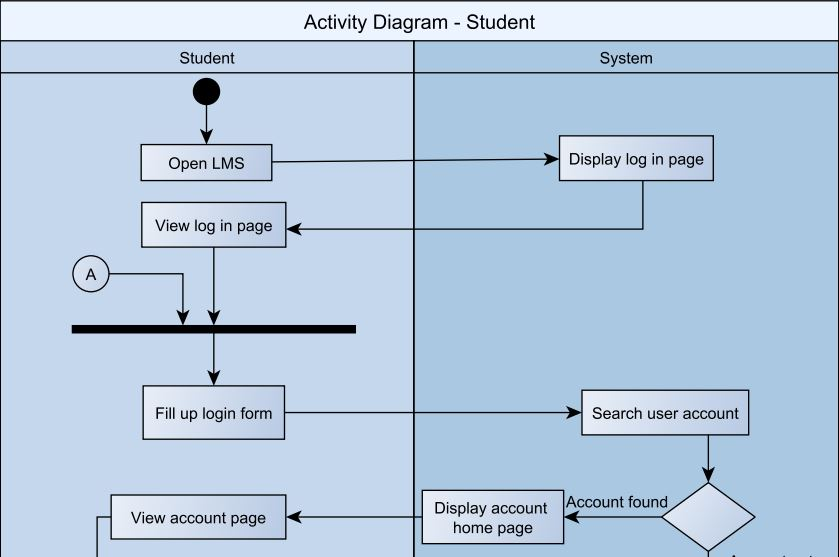 Activity Diagram - Student
Student
System
Open LMS
Display log in page
View log in page
A
Fill up login form
Search user account
View account page
Display account
home page
Account found